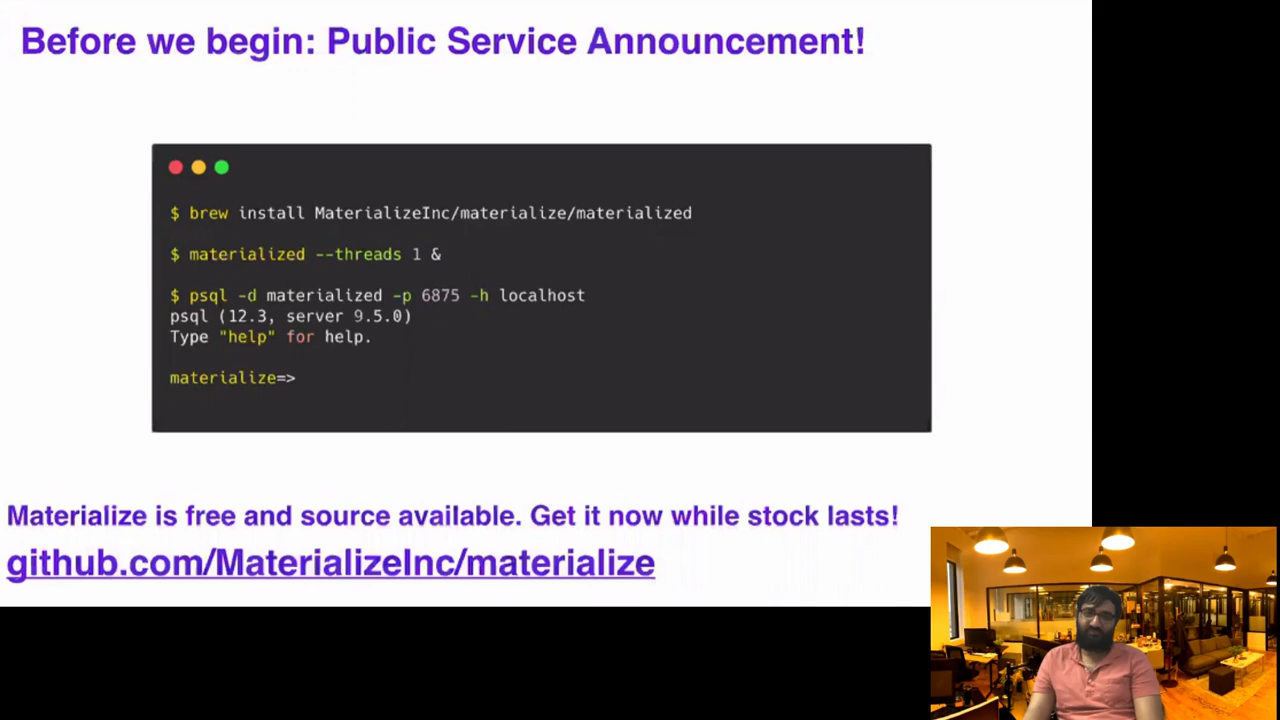 Before we begin: Public Service Announcement!
$ brew install MaterializeInc/materialize/materialized
$ materialized --threads 1 &
$ psql -d materialized -p 6875 -h localhost
psql (12.3, server 9.5.0)
Type "help" for help.
materialize=>
Materialize is free and source available. Get it now while stock lasts!
github.com/MaterializeInc/materialize